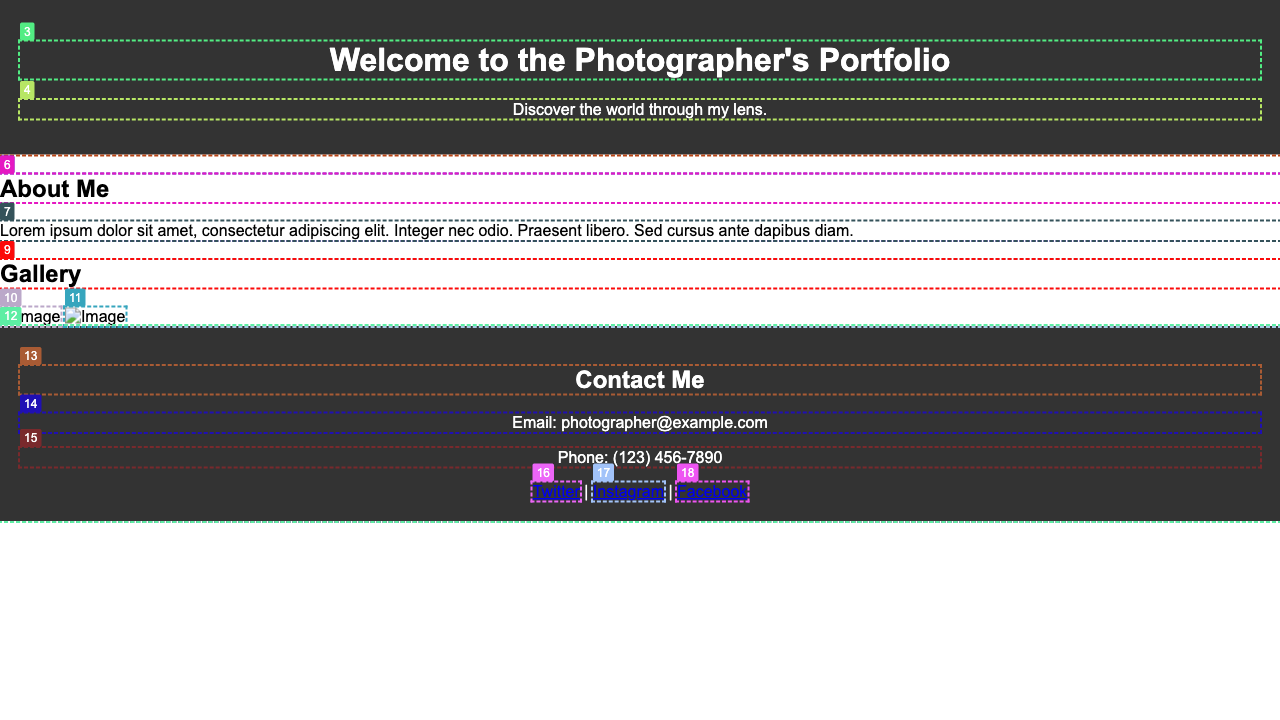 3
Welcome to the Photographer's Portfolio
4
Discover the world through my lens.
6
About Me
7
Lorem ipsum dolor sit amet, consectetur adipiscing elit. Integer nec odio. Praesent libero. Sed cursus ante dapibus diam.
9
Gallery
10 11
12 mage Image
13
Contact Me
14
Email: photographer@example.com
15
Phone: (123) 456-7890
16 17 18
Twitter | Instagram | Facebook